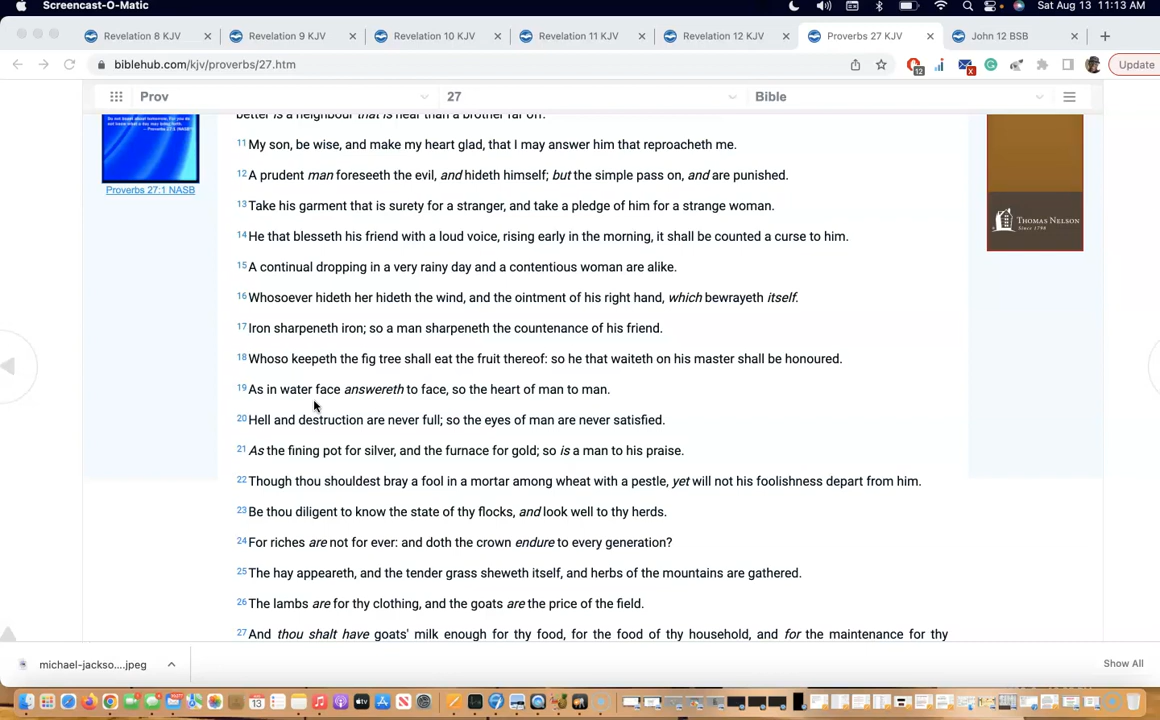 Screencast-O-Matic
Sat Aug 13 11:13 AM
Revelation 8 KJV
Revelation 9 KJV
Revelation 10 KJV
Revelation 11 KJV
Revelation 12 KJV
Proverbs 27 KJV
John 12 BSB
biblehub.com/kjv/proverbs/27.htm
12
x
Update
Prov
27
Bible
better is a neighbour that is near than a brother far off.
11 My son, be wise, and make my heart glad, that I may answer him that reproacheth me.
12 A prudent man foreseeth the evil, and hideth himself; but the simple pass on, and are punished.
13 Take his garment that is surety for a stranger, and take a pledge of him for a strange woman.
14 He that blesseth his friend with a loud voice, rising early in the morning, it shall be counted a curse to him.
15 A continual dropping in a very rainy day and a contentious woman are alike.
16 Whosoever hideth her hideth the wind, and the ointment of his right hand, which bewrayeth itself.
17 Iron sharpeneth iron; so a man sharpeneth the countenance of his friend.
18 Whoso keepeth the fig tree shall eat the fruit thereof: so he that waiteth on his master shall be honoured.
19 As in water face answereth to face, so the heart of man to man.
20 Hell and destruction are never full; so the eyes of man are never satisfied.
21 As the fining pot for silver, and the furnace for gold; so is a man to his praise.
22 Though thou shouldest bray a fool in a mortar among wheat with a pestle, yet will not his foolishness depart from him.
23 Be thou diligent to know the state of thy flocks, and look well to thy herds.
24 For riches are not for ever: and doth the crown endure to every generation?
25 The hay appeareth, and the tender grass sheweth itself, and herbs of the mountains are gathered.
26 The lambs are for thy clothing, and the goats are the price of the field.
27 And thou shalt have goats' milk enough for thy food, for the food of thy household, and for the maintenance for thy
Proverbs 27:1 NASB
THOMAS NELSON
Since 1798
michael-jackso....jpeg
Show All
13